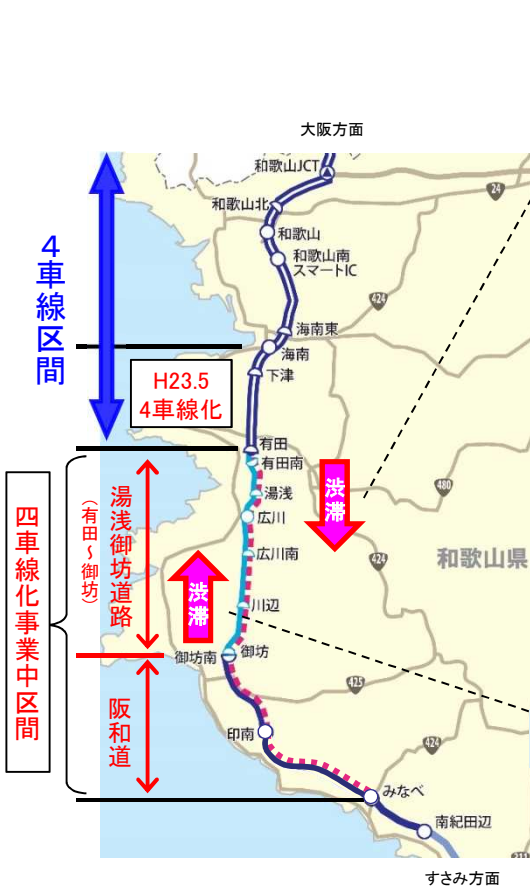 大阪方面
和歌山JCT
24
和歌山北
和歌山
和歌山南
スマートIC
424
4車線区間
海南東
海南
下津
H23.5
4車線化
有田
有田南
湯浅
広川
広川南
川辺
御坊南
御坊
渋滞
渋滞
480
424
和歌山県
四車線化事業中区間
湯浅御坊道路
(有田~御坊)
阪和道
425
印南
424
みなべ
南紀田辺
311
すさみ方面